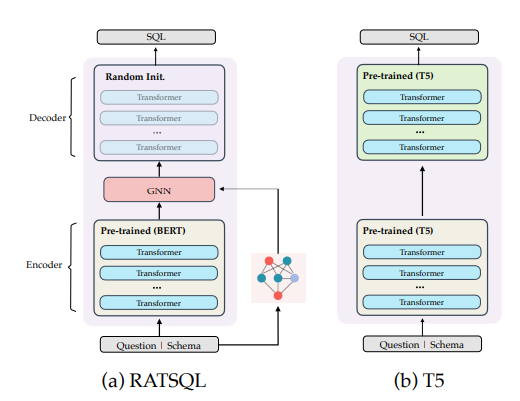 SQL
Random Init.
Transformer
Transformer
...
Transformer
Decoder
GNN
Pre-trained (BERT)
Transformer
Transformer
...
Transformer
Encoder
Question | Schema
(a) RATSQL
SQL
Pre-trained (T5)
Transformer
Transformer
...
Transformer
Pre-trained (T5)
Transformer
Transformer
...
Transformer
Question | Schema
(b) T5